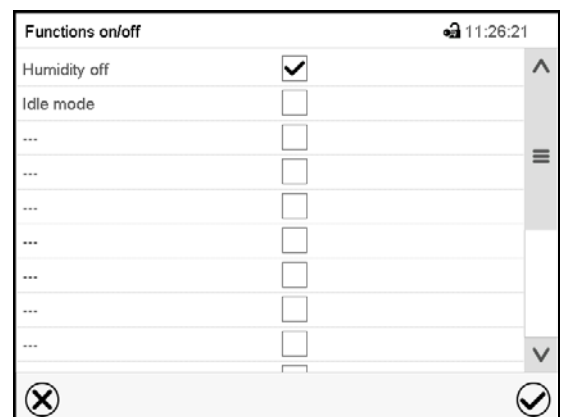 Functions on/off 11:26:21
Humidity off
Idle mode
---
---
---
---
---
---
---